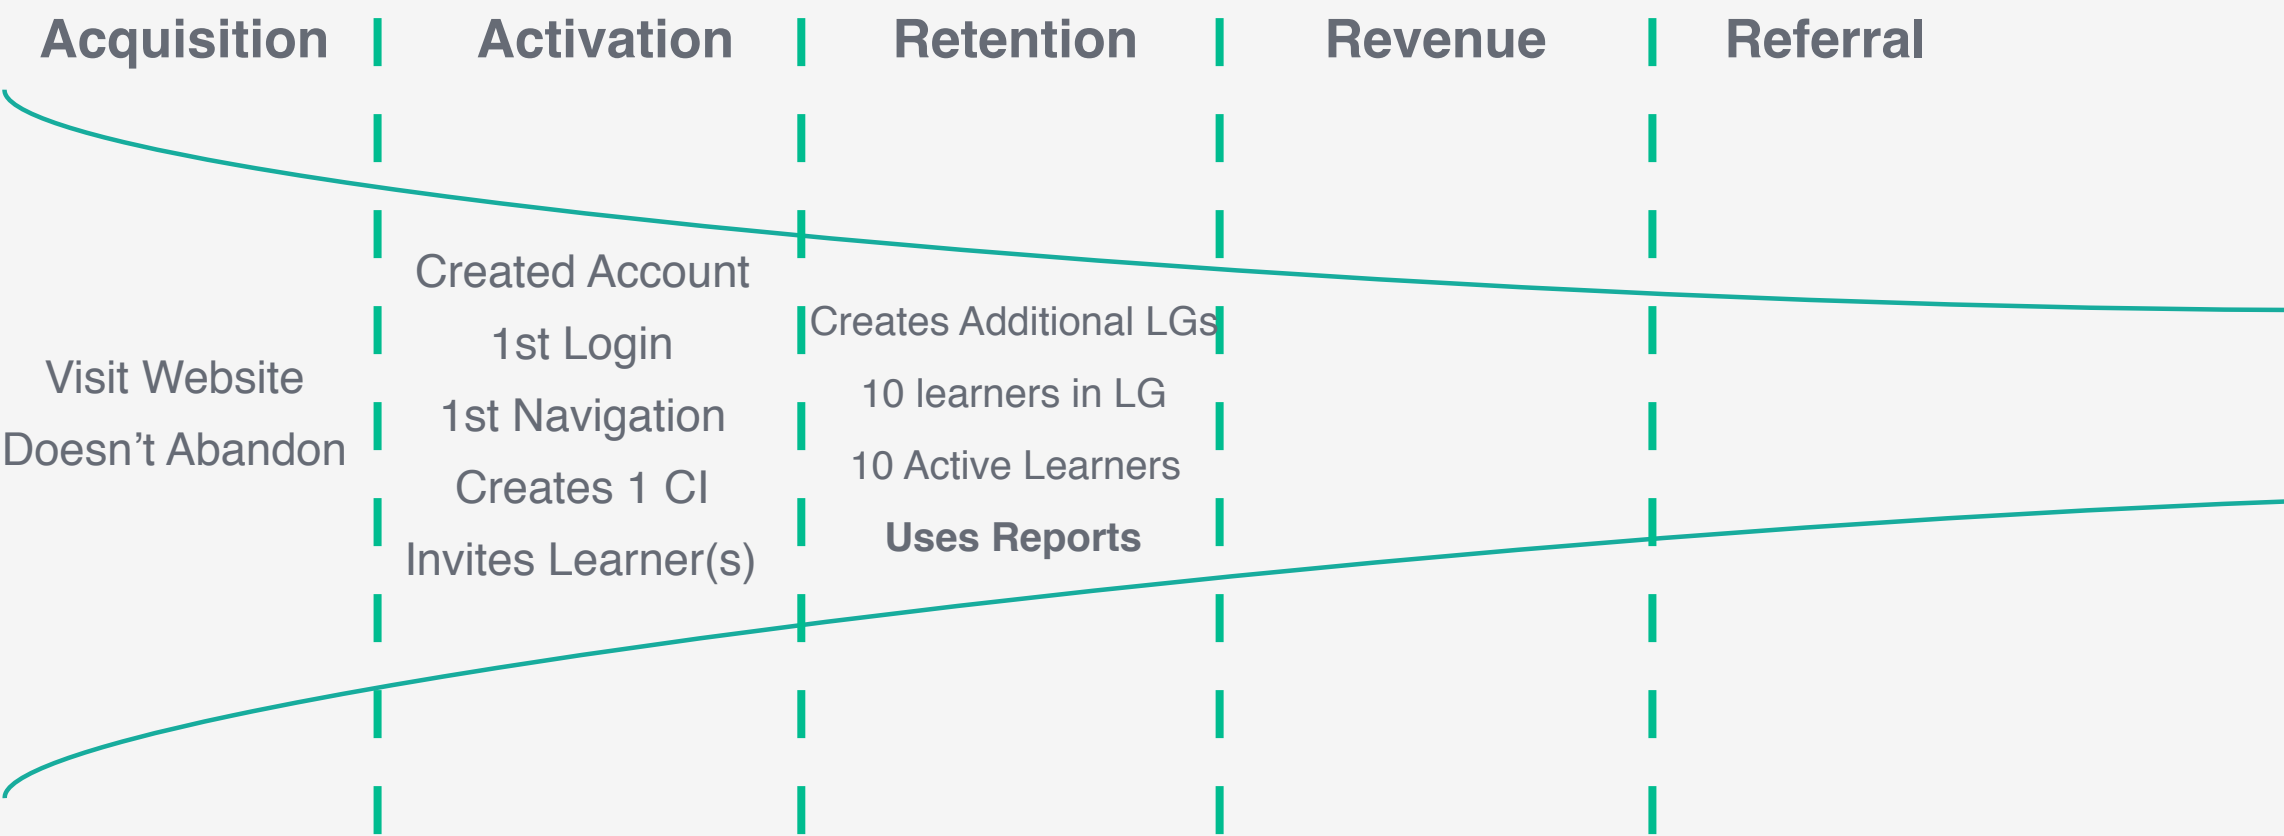 Acquisition
Activation
Retention
Revenue
Referral
Visit Website
Doesn’t Abandon
Created Account
1st Login
1st Navigation
Creates 1 CI
Invites Learner(s)
Creates Additional LGs
10 learners in LG
10 Active Learners
Uses Reports